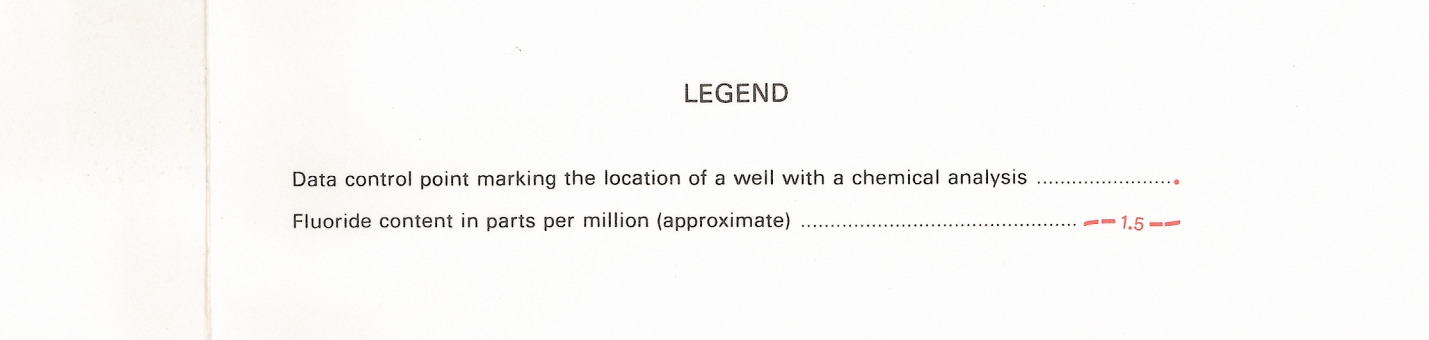 LEGEND
Data control point marking the location of a well with a chemical analysis ........................
Fluoride content in parts per million (approximate) .............................................. 1.5